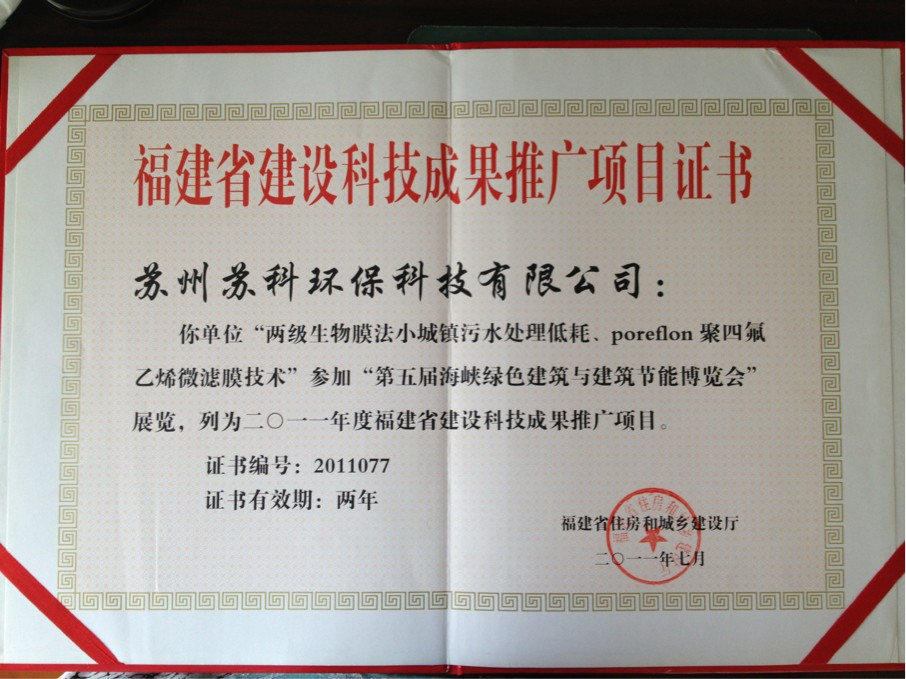 福建省建设科技成果推广项目证书
苏州苏科环保科技有限公司：
你单位“两级生物膜法小城镇污水处理低耗、poreflon 聚四氟
乙烯微滤膜技术”参加“第五届海峡绿色建筑与建筑节能博览会”
展览，列为二〇一一年度福建省建设科技成果推广项目。
证书编号：2011077
证书有效期：两年
福建省住房和城乡建设厅
二〇一一年七月